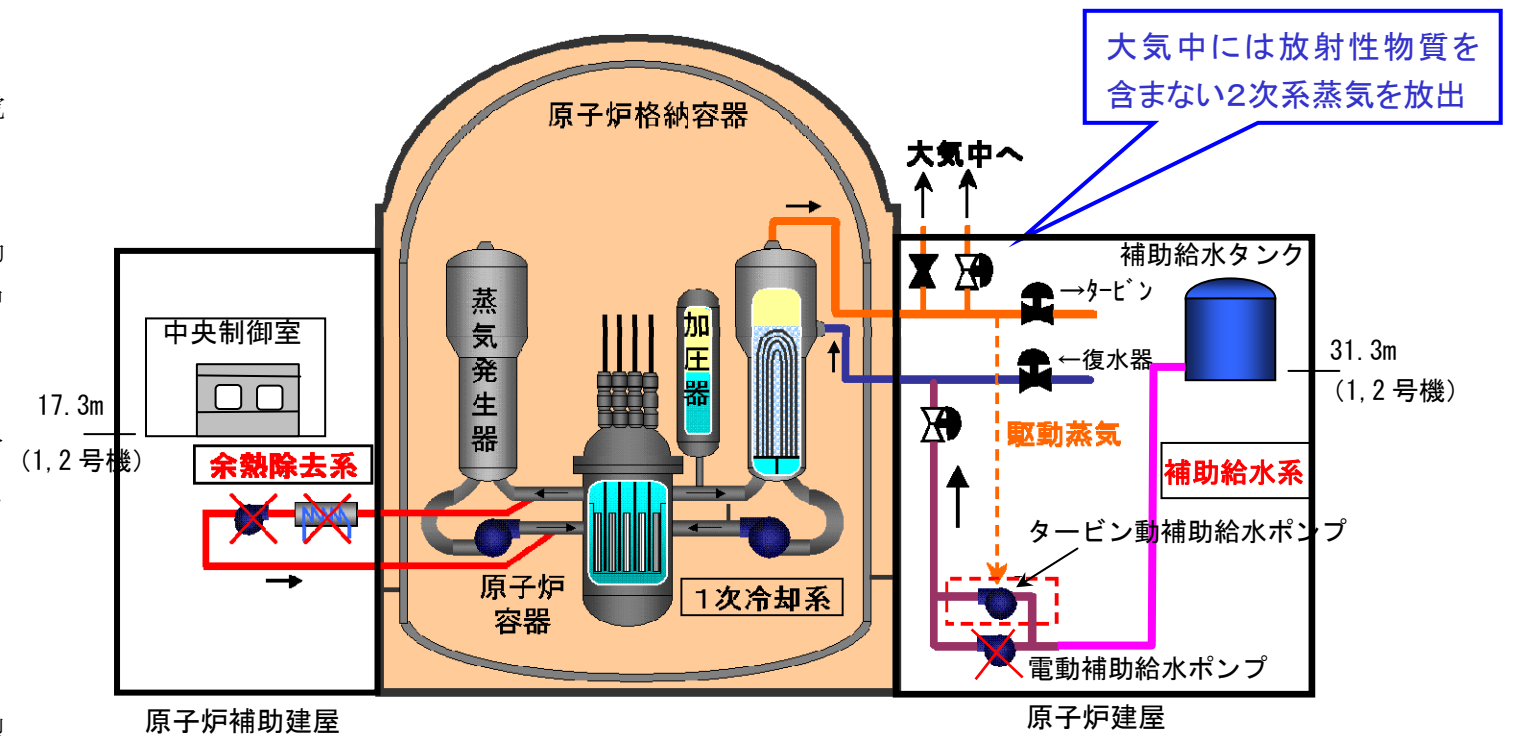 大気中には放射性物質を
含まない2次系蒸気を放出
原子炉格納容器
大気中へ
補助給水タンク
→タービン
中央制御室
蒸気発生器
加圧器
←復水器
31.3m
(1,2号機)
17.3m
(1,2号機)
駆動蒸気
余熱除去系
補助給水系
タービン動補助給水ポンプ
原子炉
容器
1次冷却系
電動補助給水ポンプ
原子炉補助建屋
原子炉建屋